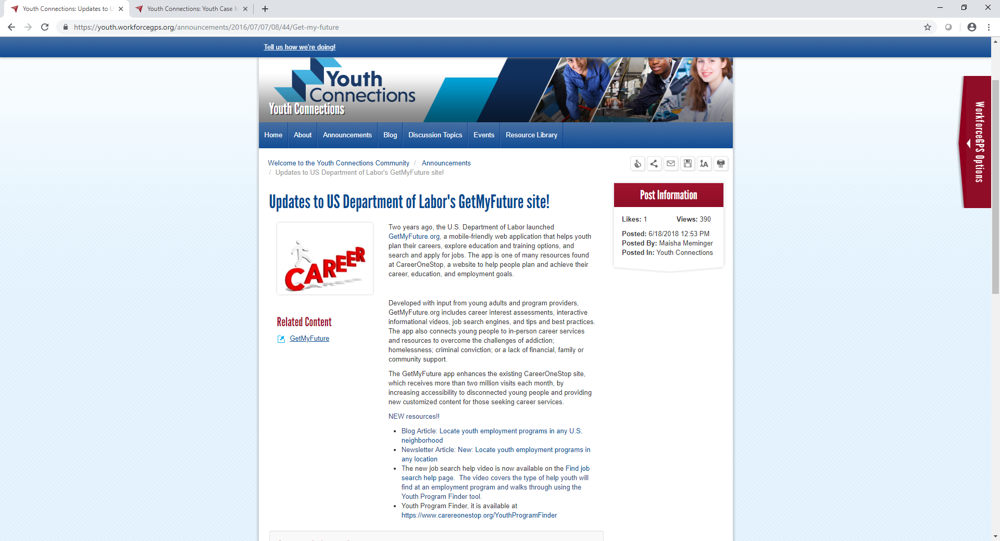 Youth Connections: Updates to U
Youth Connections: Youth Case M
https://youth.workforcegps.org/announcements/2016/07/07/08/44/Get-my-future
Tell us how we're doing!
Youth
Connections
Youth Connections
Home About Announcements Blog Discussion Topics Events Resource Library
WorkforceGPS Options
Welcome to the Youth Connections Community / Announcements
/ Updates to US Department of Labor's GetMyFuture site!
Updates to US Department of Labor's GetMyFuture site!
CAREER
Related Content
GetMyFuture
Two years ago, the U.S. Department of Labor launched
GetMyFuture.org, a mobile-friendly web application that helps youth
plan their careers, explore education and training options, and
search and apply for jobs. The app is one of many resources found
at CareerOneStop, a website to help people plan and achieve their
career, education, and employment goals.
Developed with input from young adults and program providers,
GetMyFuture.org includes career interest assessments, interactive
informational videos, job search engines, and tips and best practices.
The app also connects young people to in-person career services
and resources to overcome the challenges of addiction;
homelessness; criminal conviction; or a lack of financial, family or
community support.
The GetMyFuture app enhances the existing CareerOneStop site,
which receives more than two million visits each month, by
increasing accessibility to disconnected young people and providing
new customized content for those seeking career services.
NEW resources!!
• Blog Article: Locate youth employment programs in any U.S.
neighborhood
• Newsletter Article: New: Locate youth employment programs in
any location
• The new job search help video is now available on the Find job
search help page.  The video covers the type of help youth will
find at an employment program and walks through using the
Youth Program Finder tool.
• Youth Program Finder, it is available at
https://www.carereonestop.org/YouthProgramFinder
Post Information
Likes: 1 Views: 390
Posted: 6/18/2018 12:53 PM
Posted By: Maisha Meminger
Posted In: Youth Connections